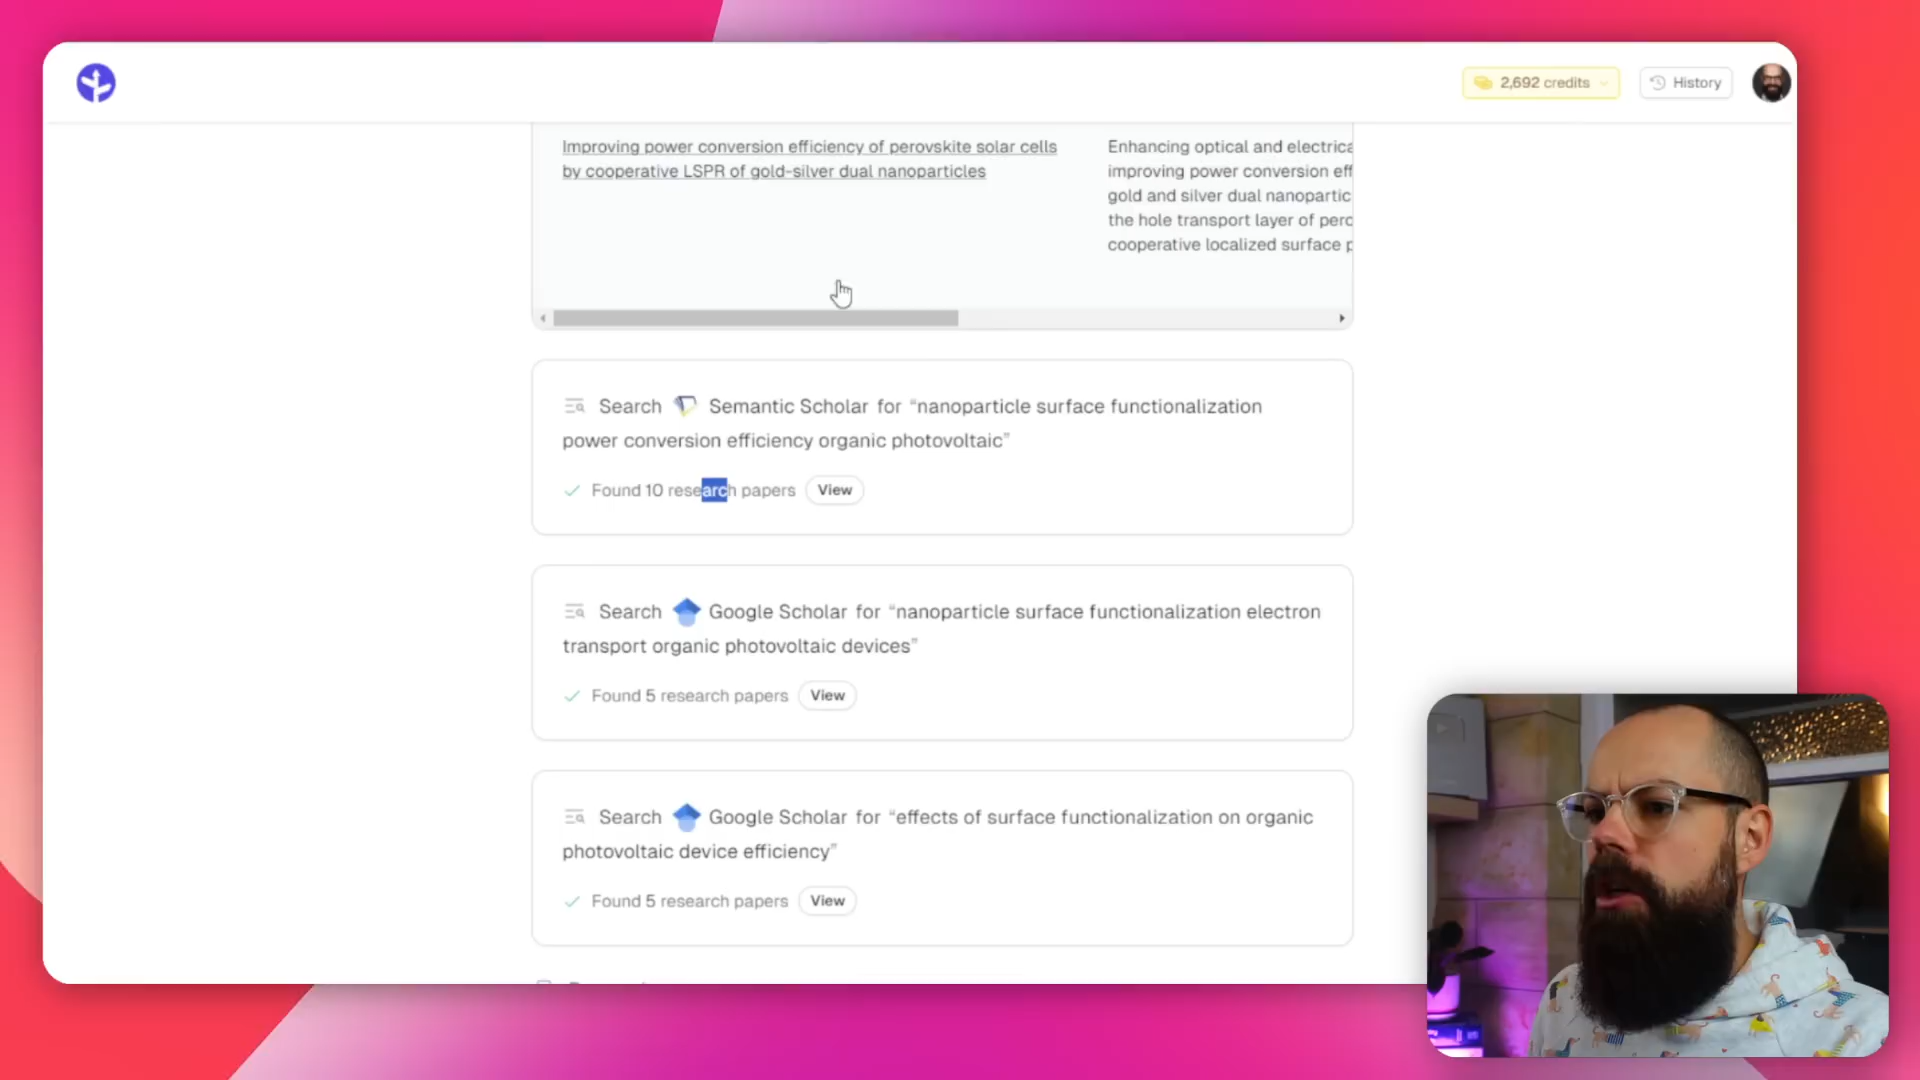 2,692 credits
History
Improving power conversion efficiency of perovskite solar cells
by cooperative LSPR of gold-silver dual nanoparticles
Enhancing optical and electrica
improving power conversion eff
gold and silver dual nanopartic
the hole transport layer of perc
cooperative localized surface p
Search Semantic Scholar for “nanoparticle surface functionalization
power conversion efficiency organic photovoltaic”
Found 10 research papers View
Search Google Scholar for “nanoparticle surface functionalization electron
transport organic photovoltaic devices”
Found 5 research papers View
Search Google Scholar for “effects of surface functionalization on organic
photovoltaic device efficiency”
Found 5 research papers View